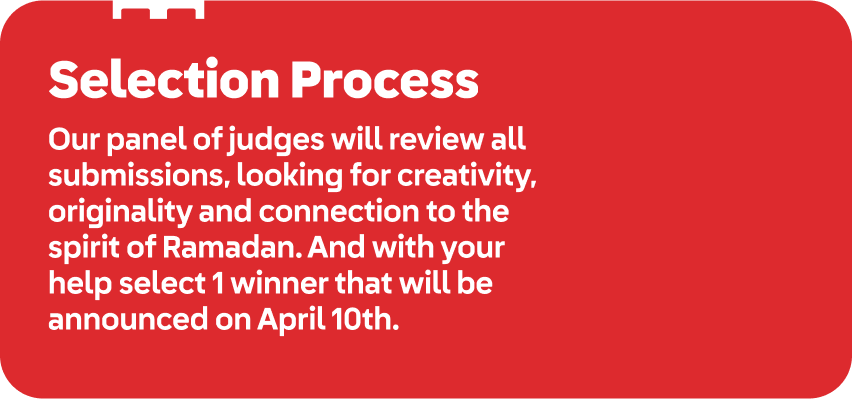 Selection Process
Our panel of judges will review all
submissions, looking for creativity,
originality and connection to the
spirit of Ramadan. And with your
help select 1 winner that will be
announced on April 10th.